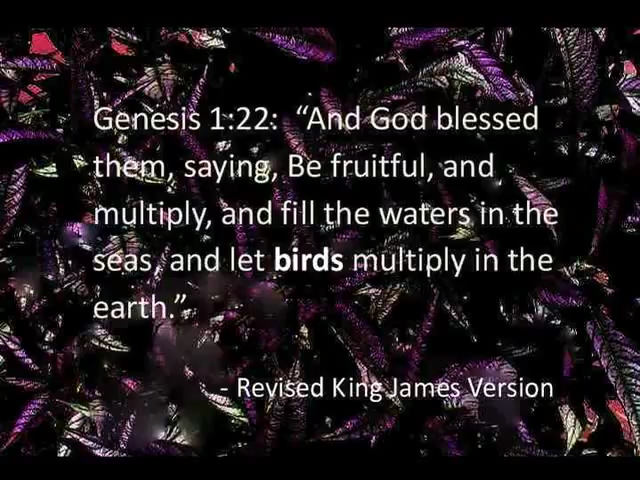 Genesis 1:22:  “And God blessed
them, saying, Be fruitful, and
multiply, and fill the waters in the
seas, and let birds multiply in the
earth.”
- Revised King James Version